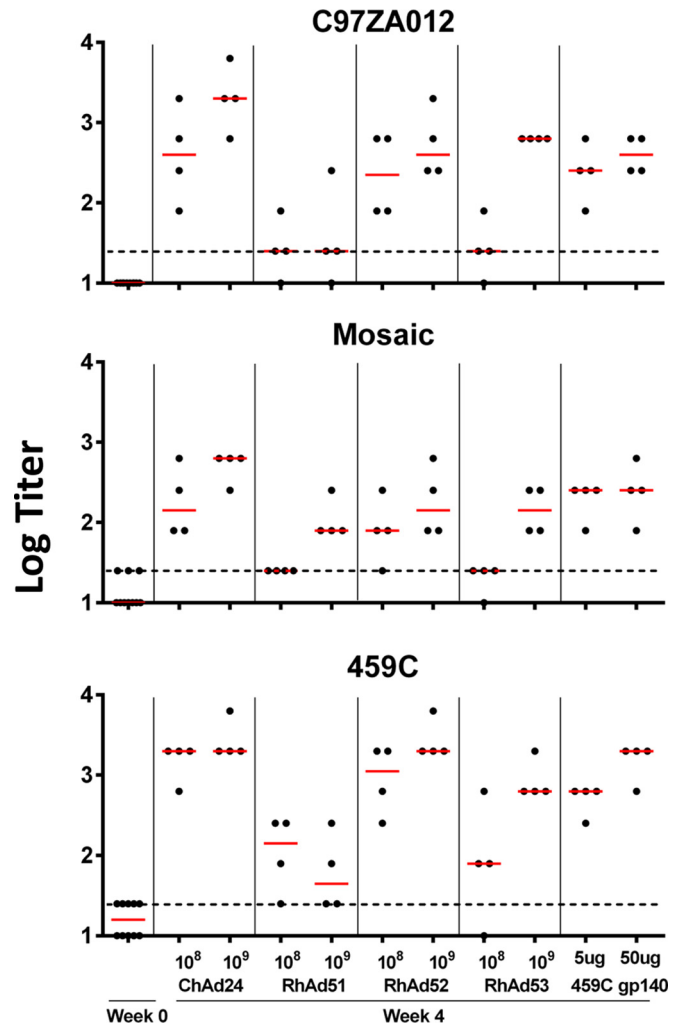 C97ZA012
4
3
2
1
Mosaic
4
3
2
1
Log Titer
459C
4
3
2
1
10⁸ 10⁹ 10⁸ 10⁹ 10⁸ 10⁹ 10⁸ 10⁹ 5ug 50ug
ChAd24 RhAd51 RhAd52 RhAd53 459C gp140
Week 0 Week 4